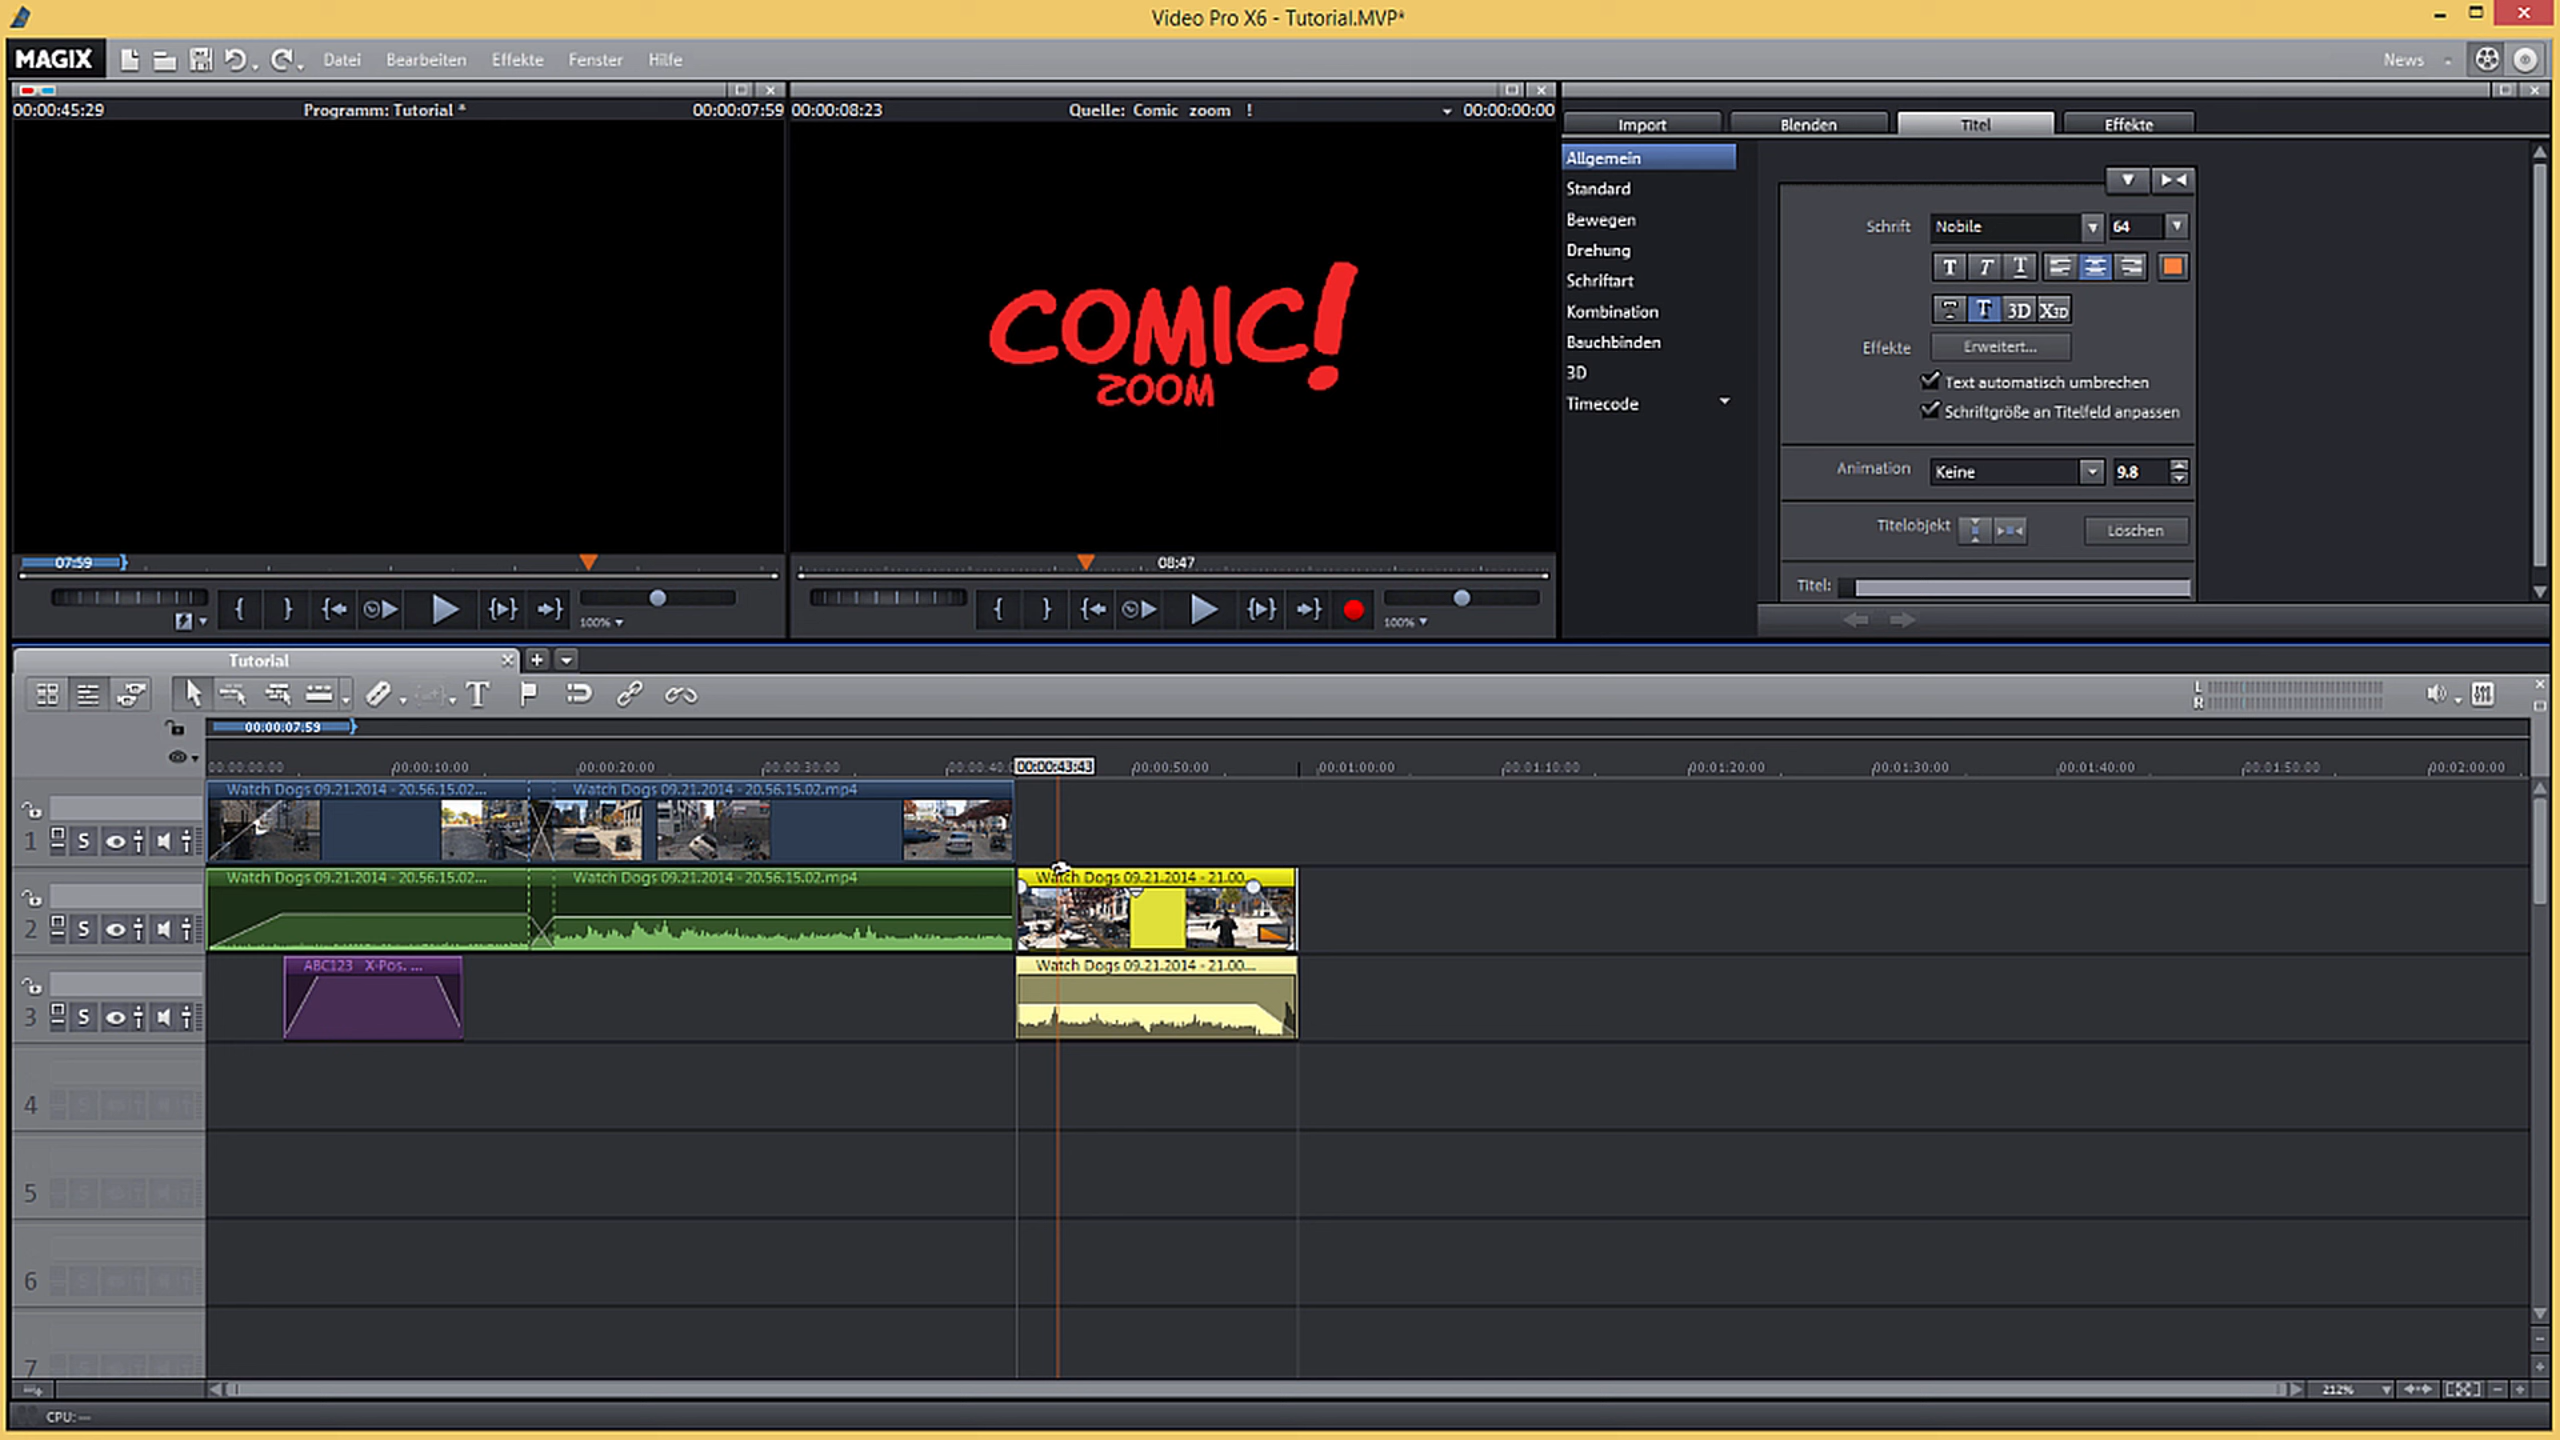 Video Pro X6 - Tutorial.MVP*
MAGIX Datei Bearbeiten Effekte Fenster Hilfe News
00:00:45:29 Programm: Tutorial * 00:00:07:59
00:00:08:23 Quelle: Comic zoom ! 00:00:00:00
COMIC!
ZOOM
07:59
08:47
100%
100%
Import Blenden Titel Effekte
Allgemein
Standard
Bewegen
Drehung
Schriftart
Kombination
Bauchbinden
3D
Timecode
Schrift Nobile 64
T T T
T T 3D X3D
Effekte Erweitert...
Text automatisch umbrechen
Schriftgröße an Titelfeld anpassen
Animation Keine 9.8
Titelobjekt Löschen
Titel:
Tutorial
T
L
R
00:00:07:59
00:00:00:00 00:00:10:00 00:00:20:00 00:00:30:00 00:00:40: 00:00:43:43 00:00:50:00 00:01:00:00 00:01:10:00 00:01:20:00 00:01:30:00 00:01:40:00 00:01:50:00 00:02:00:00
Watch Dogs 09.21.2014 - 20.56.15.02... Watch Dogs 09.21.2014 - 20.56.15.02.mp4
1 S
Watch Dogs 09.21.2014 - 20.56.15.02... Watch Dogs 09.21.2014 - 20.56.15.02.mp4 Watch Dogs 09.21.2014 - 21.00...
2 S
ABC123 X-Pos. ... Watch Dogs 09.21.2014 - 21.00...
3 S
4 S
5 S
6 S
7
212%
CPU: —